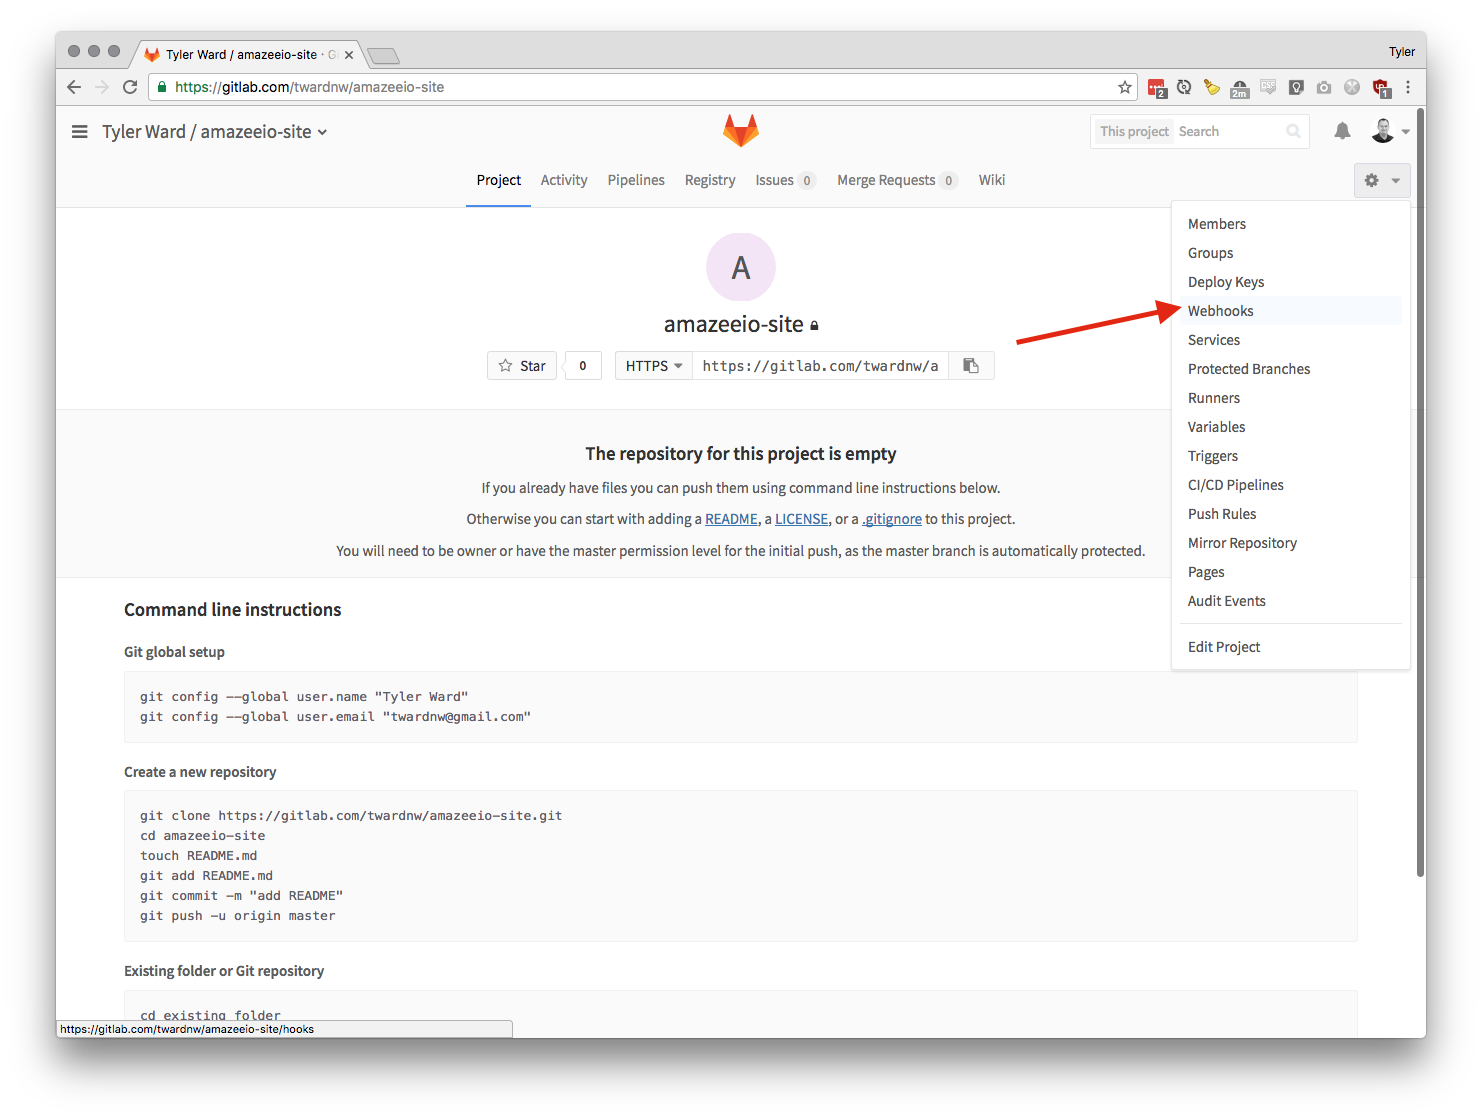 Tyler Ward / amazeeio-site · G
Tyler
https://gitlab.com/twardnw/amazeeio-site
2
2m
CSS
1
Tyler Ward / amazeeio-site
This project Search
Project Activity Pipelines Registry Issues 0 Merge Requests 0 Wiki
Members
Groups
Deploy Keys
Webhooks
Services
Protected Branches
Runners
Variables
Triggers
CI/CD Pipelines
Push Rules
Mirror Repository
Pages
Audit Events
Edit Project
A
amazeeio-site
Star 0 HTTPS https://gitlab.com/twardnw/a
The repository for this project is empty
If you already have files you can push them using command line instructions below.
Otherwise you can start with adding a README, a LICENSE, or a .gitignore to this project.
You will need to be owner or have the master permission level for the initial push, as the master branch is automatically protected.
Command line instructions
Git global setup
git config --global user.name "Tyler Ward"
git config --global user.email "twardnw@gmail.com"
Create a new repository
git clone https://gitlab.com/twardnw/amazeeio-site.git
cd amazeeio-site
touch README.md
git add README.md
git commit -m "add README"
git push -u origin master
Existing folder or Git repository
cd existing_folder
https://gitlab.com/twardnw/amazeeio-site/hooks